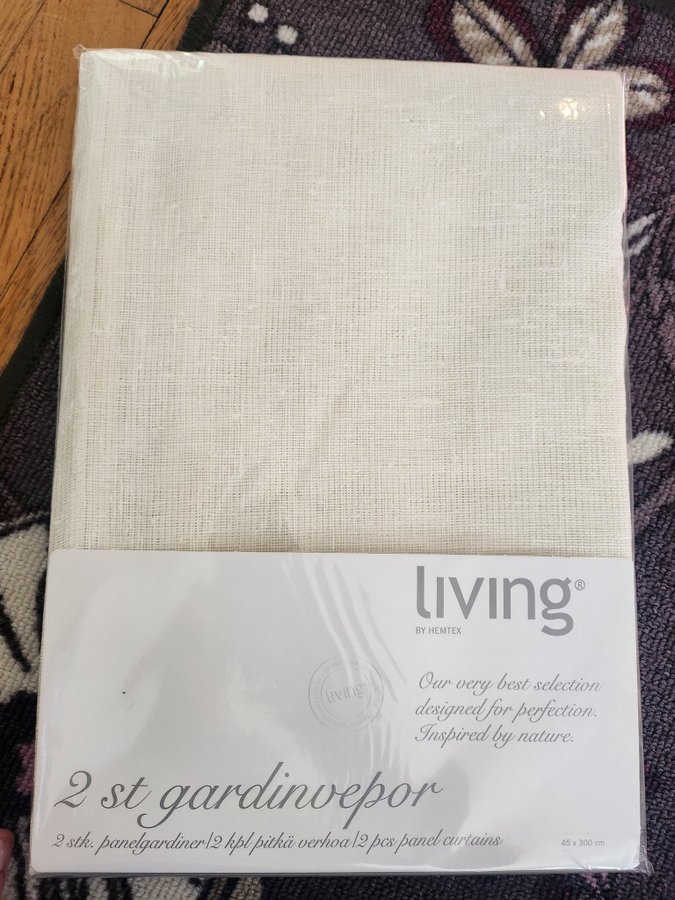 living®
BY HEMTEX
Our very best selection
designed for perfection.
Inspired by nature.
living
2 st gardinvepor
2 stk. panelgardiner|2 kpl pitkä verhoa|2 pcs panel curtains
45 x 300 cm